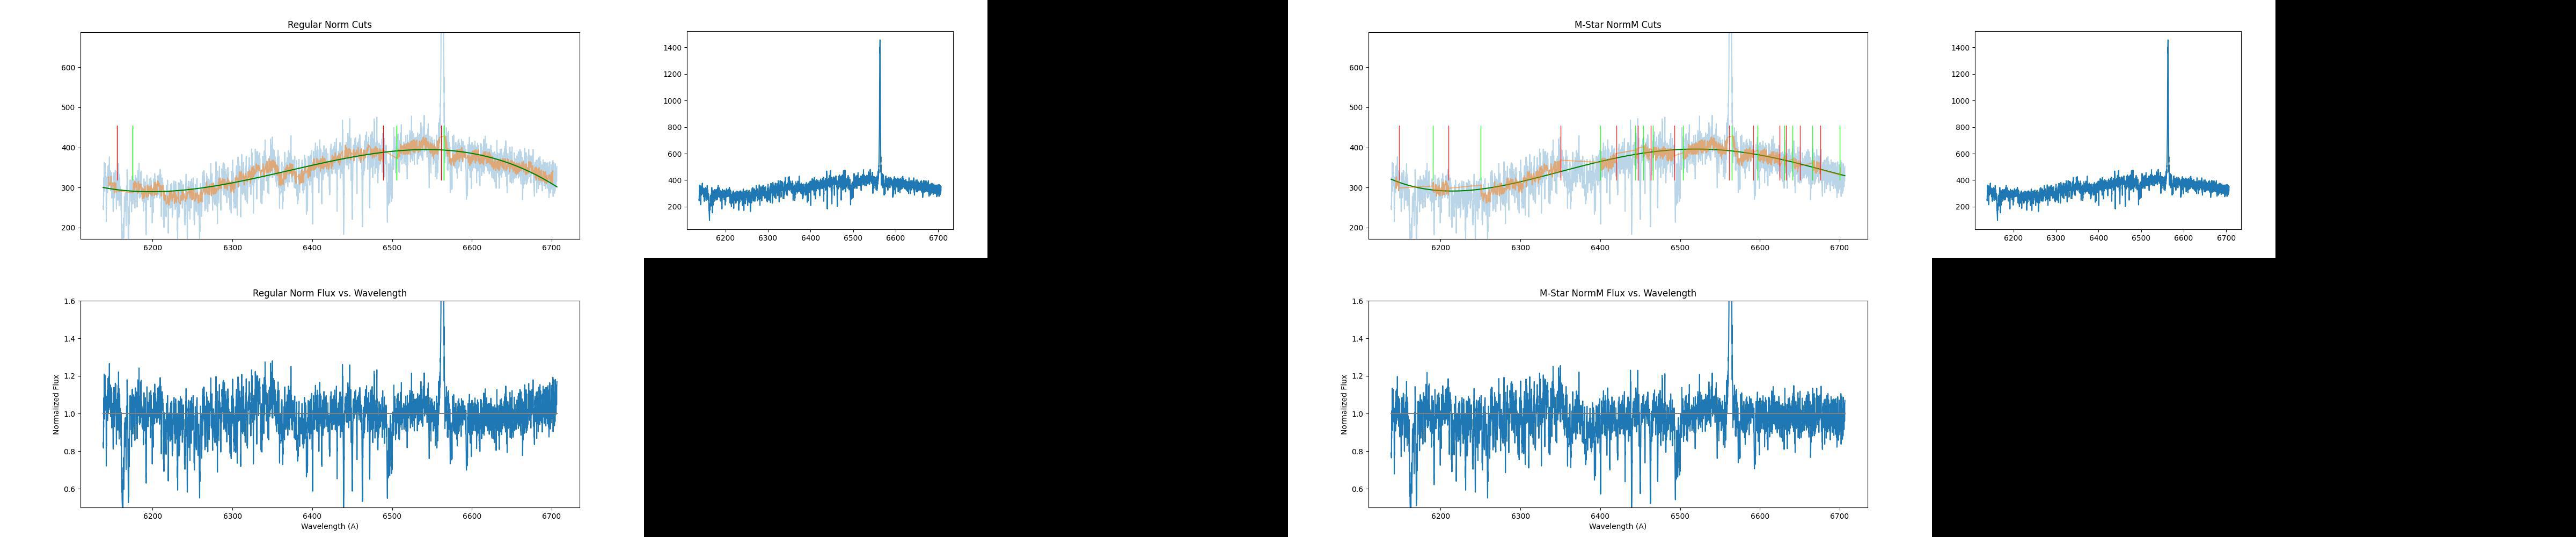 Regular Norm Cuts
600
500
400
300
200
6200 6300 6400 6500 6600 6700
1400
1200
1000
800
600
400
200
6200 6300 6400 6500 6600 6700
Regular Norm Flux vs. Wavelength
Normalized Flux
1.6
1.4
1.2
1.0
0.8
0.6
6200 6300 6400 6500 6600 6700
Wavelength (A)
M-Star NormM Cuts
600
500
400
300
200
6200 6300 6400 6500 6600 6700
1400
1200
1000
800
600
400
200
6200 6300 6400 6500 6600 6700
M-Star NormM Flux vs. Wavelength
Normalized Flux
1.6
1.4
1.2
1.0
0.8
0.6
6200 6300 6400 6500 6600 6700
Wavelength (A)